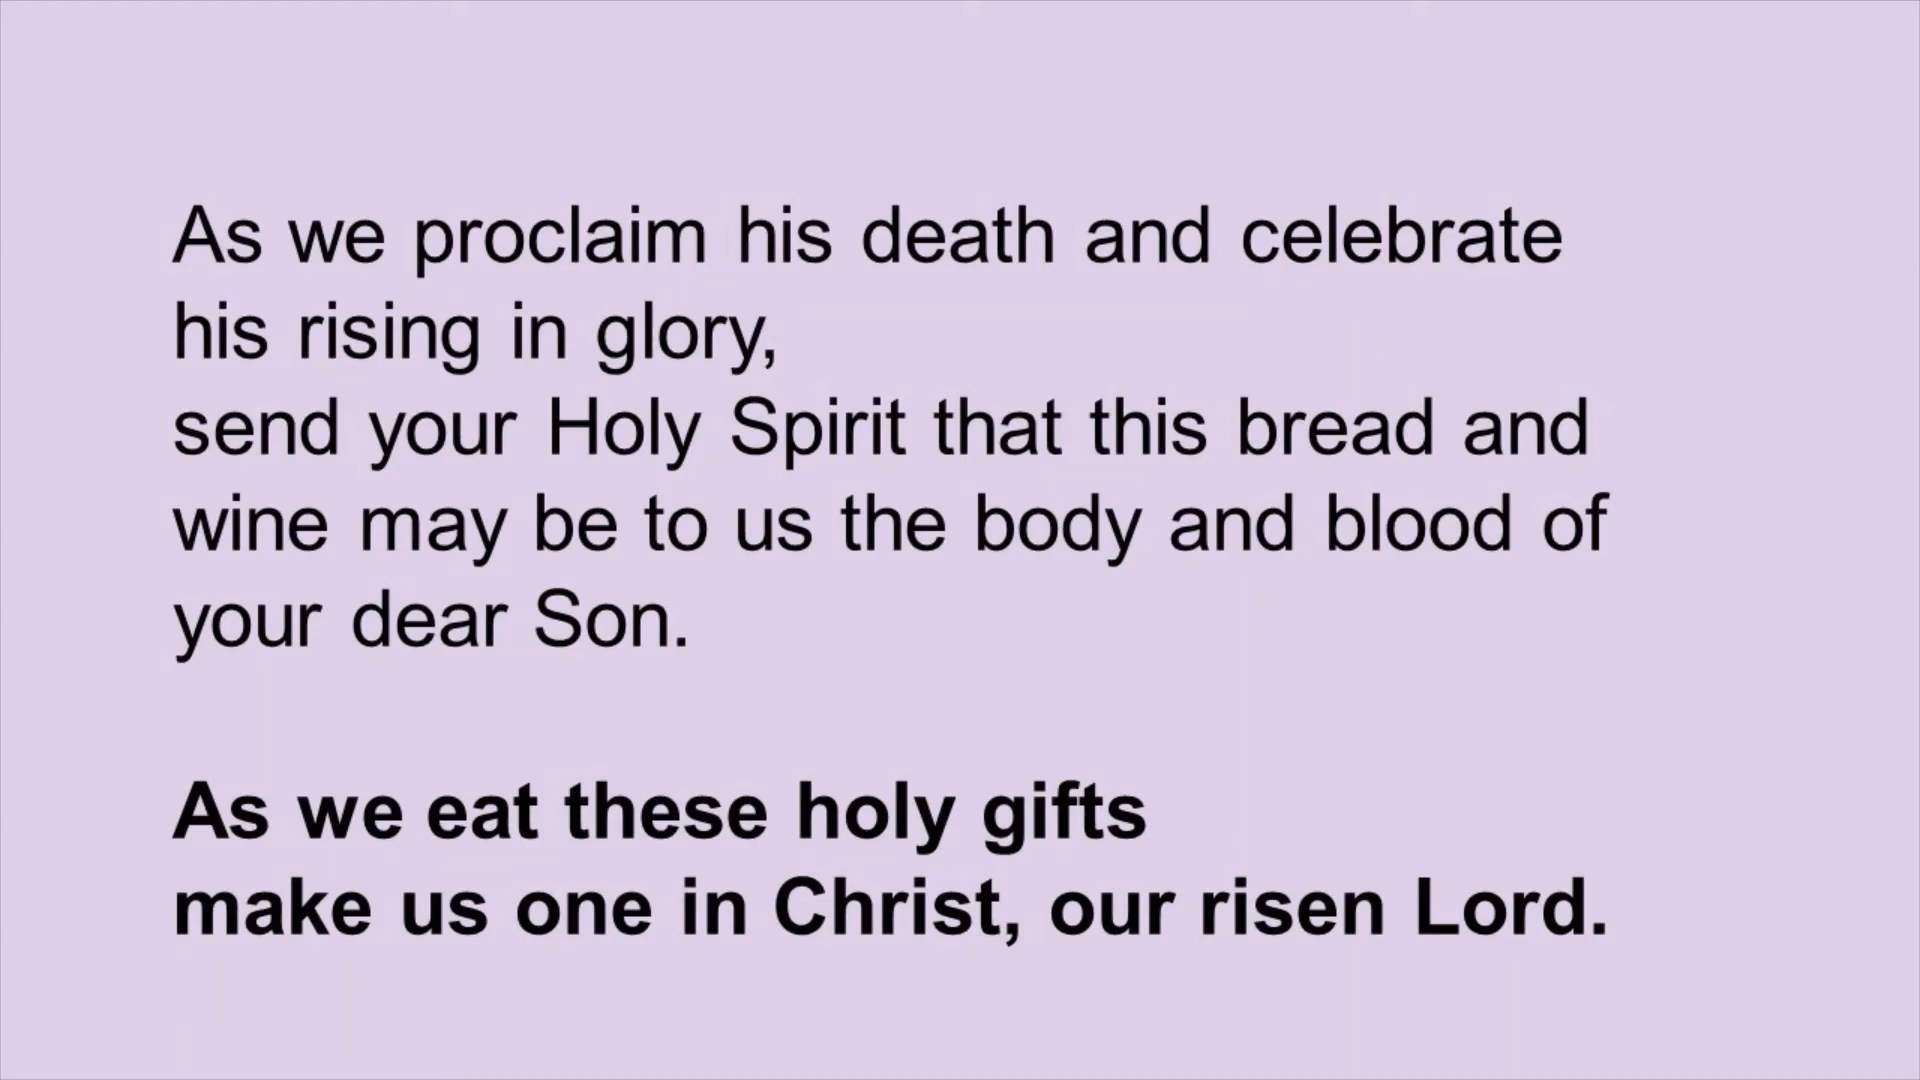 As we proclaim his death and celebrate
his rising in glory,
send your Holy Spirit that this bread and
wine may be to us the body and blood of
your dear Son.
As we eat these holy gifts
make us one in Christ, our risen Lord.